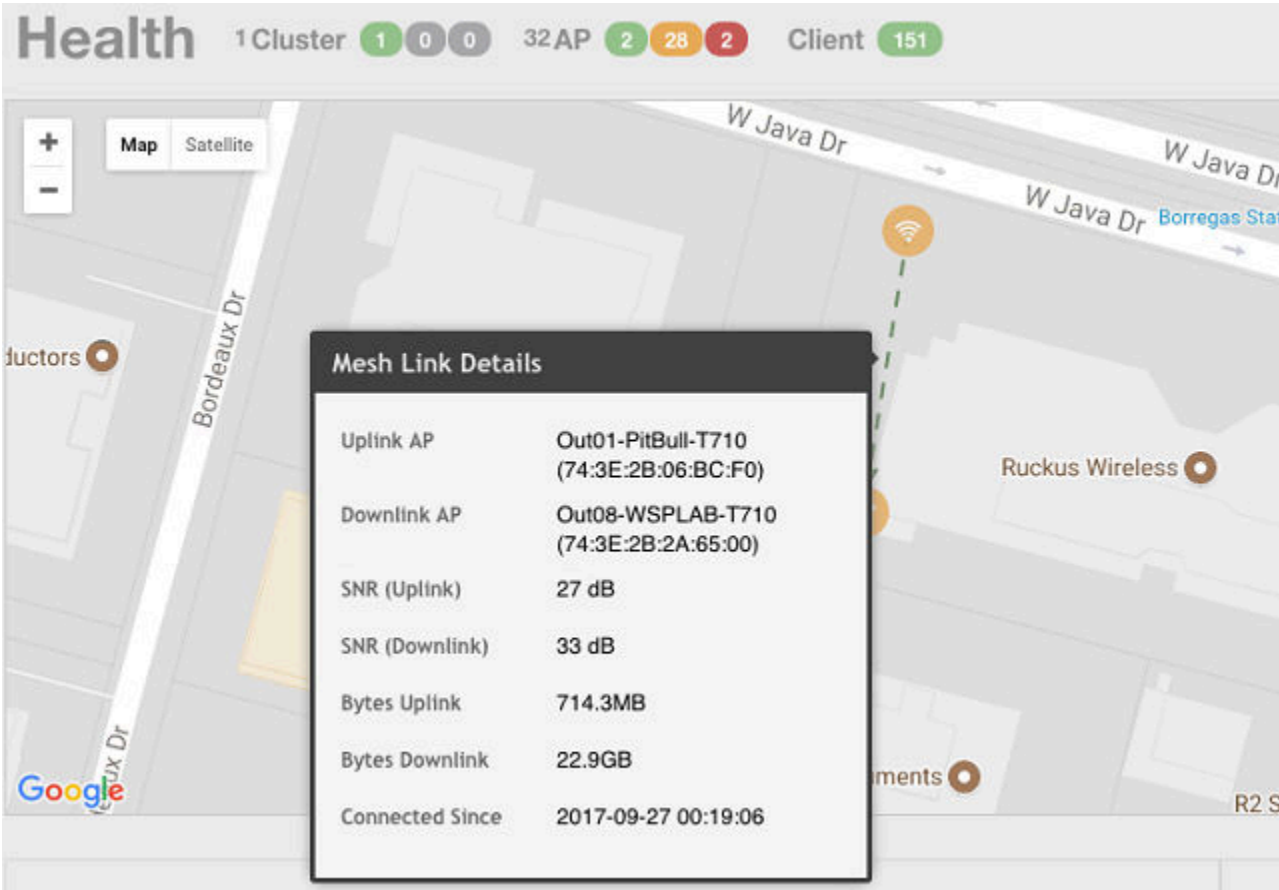 Health 1 Cluster 1 0 0 32 AP 2 28 2 Client 151
+
−
Map Satellite
W Java Dr
W Java Dr
W Java Dr
Borregas Sta
ductors
Bordeaux Dr
Mesh Link Details
Uplink AP Out01-PitBull-T710
(74:3E:2B:06:BC:F0)
Ruckus Wireless
Downlink AP Out08-WSPLAB-T710
(74:3E:2B:2A:65:00)
SNR (Uplink) 27 dB
SNR (Downlink) 33 dB
Bytes Uplink 714.3MB
Bytes Downlink 22.9GB
Connected Since 2017-09-27 00:19:06
ux Dr
Google
ments
R2 S